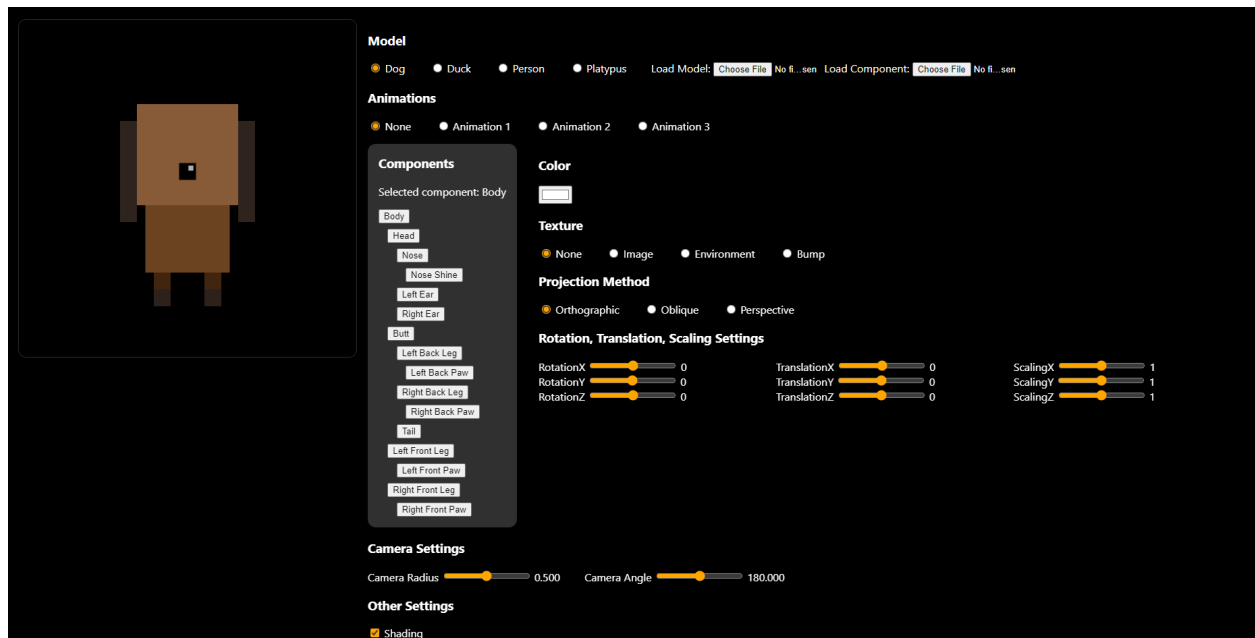 Model
Dog Duck Person Platypus Load Model: Choose File No fi...sen Load Component: Choose File No fi...sen
Animations
None Animation 1 Animation 2 Animation 3
Components
Selected component: Body
Body
Head
Nose
Nose Shine
Left Ear
Right Ear
Butt
Left Back Leg
Left Back Paw
Right Back Leg
Right Back Paw
Tail
Left Front Leg
Left Front Paw
Right Front Leg
Right Front Paw
Color
Texture
None Image Environment Bump
Projection Method
Orthographic Oblique Perspective
Rotation, Translation, Scaling Settings
RotationX 0 TranslationX 0 ScalingX 1
RotationY 0 TranslationY 0 ScalingY 1
RotationZ 0 TranslationZ 0 ScalingZ 1
Camera Settings
Camera Radius 0.500 Camera Angle 180.000
Other Settings
Shading